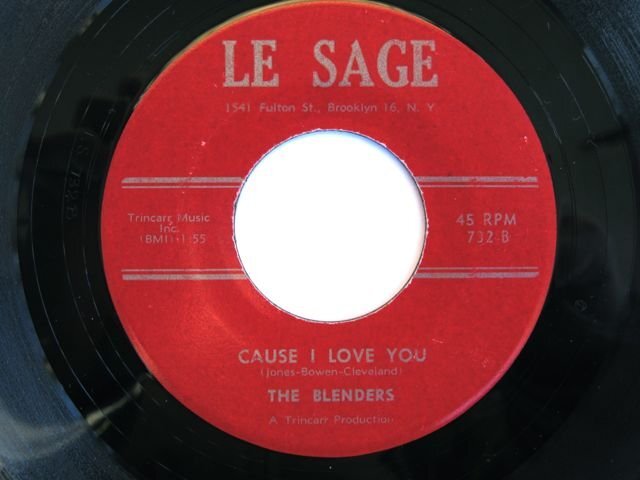 LE SAGE
1541 Fulton St., Brooklyn 16, N. Y.
Trincarr Music
Inc.
(BMI) 1:55
45 RPM
732-B
CAUSE I LOVE YOU
(Jones-Bowen-Cleveland)
THE BLENDERS
A Trincarr Production